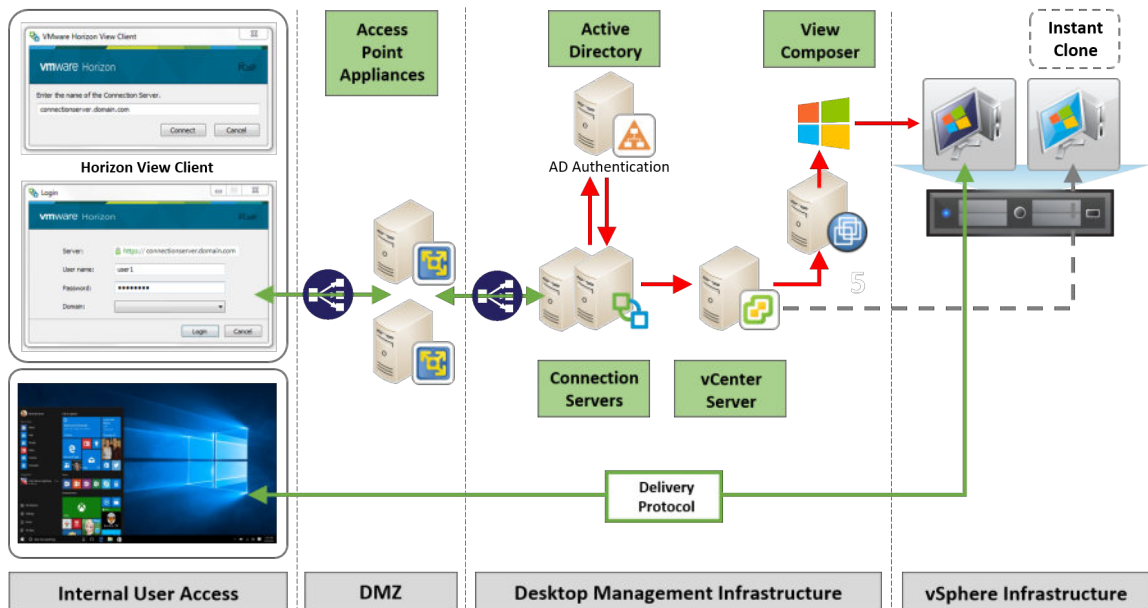 VMware Horizon View Client
vmware Horizon
PCoIP
Enter the name of the Connection Server.
connectionserver.domain.com
Connect
Cancel
Horizon View Client
Login
vmware Horizon
PCoIP
Server:
https:// connectionserver.domain.com
User name:
user1
Password:
********
Domain:
Login
Cancel
Access
Point
Appliances
Active
Directory
AD Authentication
View
Composer
Instant
Clone
5
Connection
Servers
vCenter
Server
Delivery
Protocol
Internal User Access
DMZ
Desktop Management Infrastructure
vSphere Infrastructure